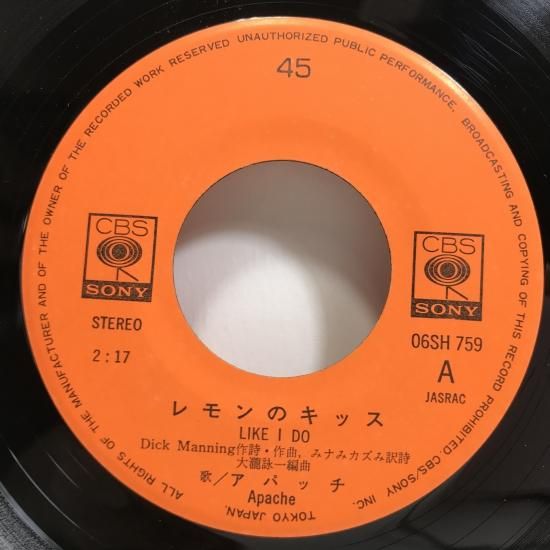 ALL RIGHTS OF THE MANUFACTURER AND OF THE OWNER OF THE RECORDED WORK RESERVED UNAUTHORIZED PUBLIC PERFORMANCE, BROADCASTING AND COPYING OF THIS RECORD PROHIBITED. CBS/SONY INC. TOKYO JAPAN.
45
CBS
SONY
CBS
SONY
STEREO
2:17
06SH 759
A
JASRAC
レモンのキッス
LIKE I DO
Dick Manning作詩・作曲, みナみカズみ訳詩
大瀧詠一編曲
歌/アパッチ
Apache